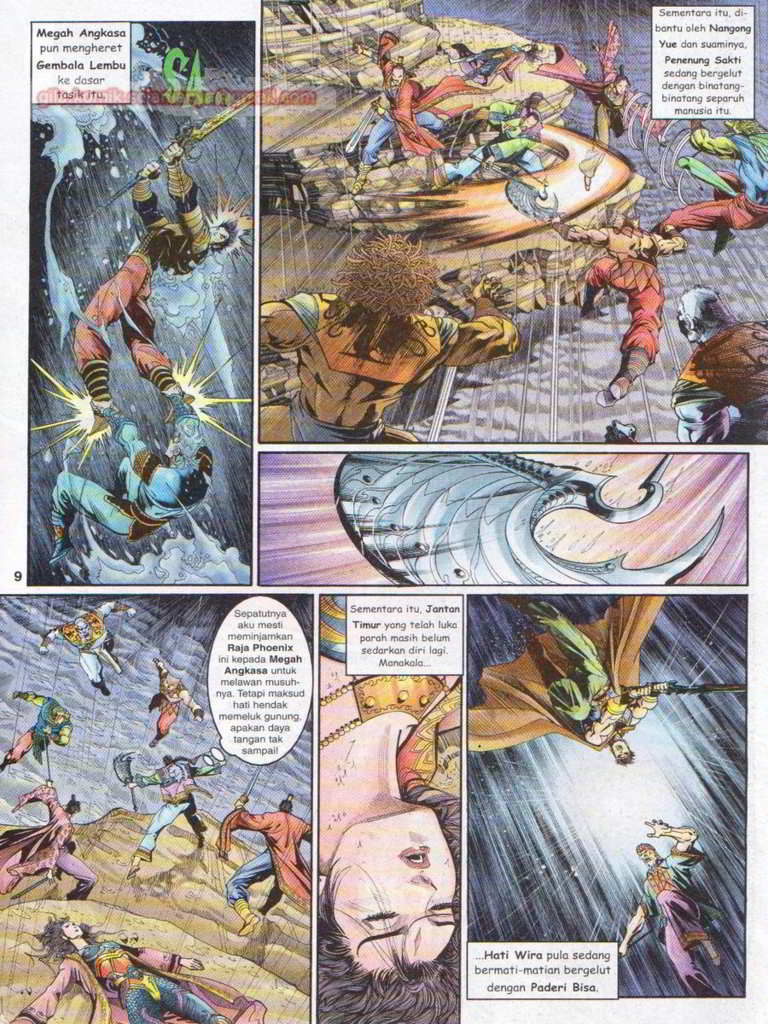 Megah Angkasa
pun mengheret
Gembala Lembu
ke dasar
tasik itu.
SA
Sementara itu, di-
bantu oleh Nangong
Yue dan suaminya,
Penenung Sakti
sedang bergelut
dengan binatang-
binatang separuh
manusia itu.
9
Sepatutnya
aku mesti
meminjamkan
Raja Phoenix
ini kepada Megah
Angkasa untuk
melawan musuh-
nya. Tetapi maksud
hati hendak
memeluk gunung,
apakan daya
tangan tak
sampai!
Sementara itu, Jantan
Timur yang telah luka
parah masih belum
sedarkan diri lagi.
Manakala...
...Hati Wira pula sedang
bermati-matian bergelut
dengan Paderi Bisa.